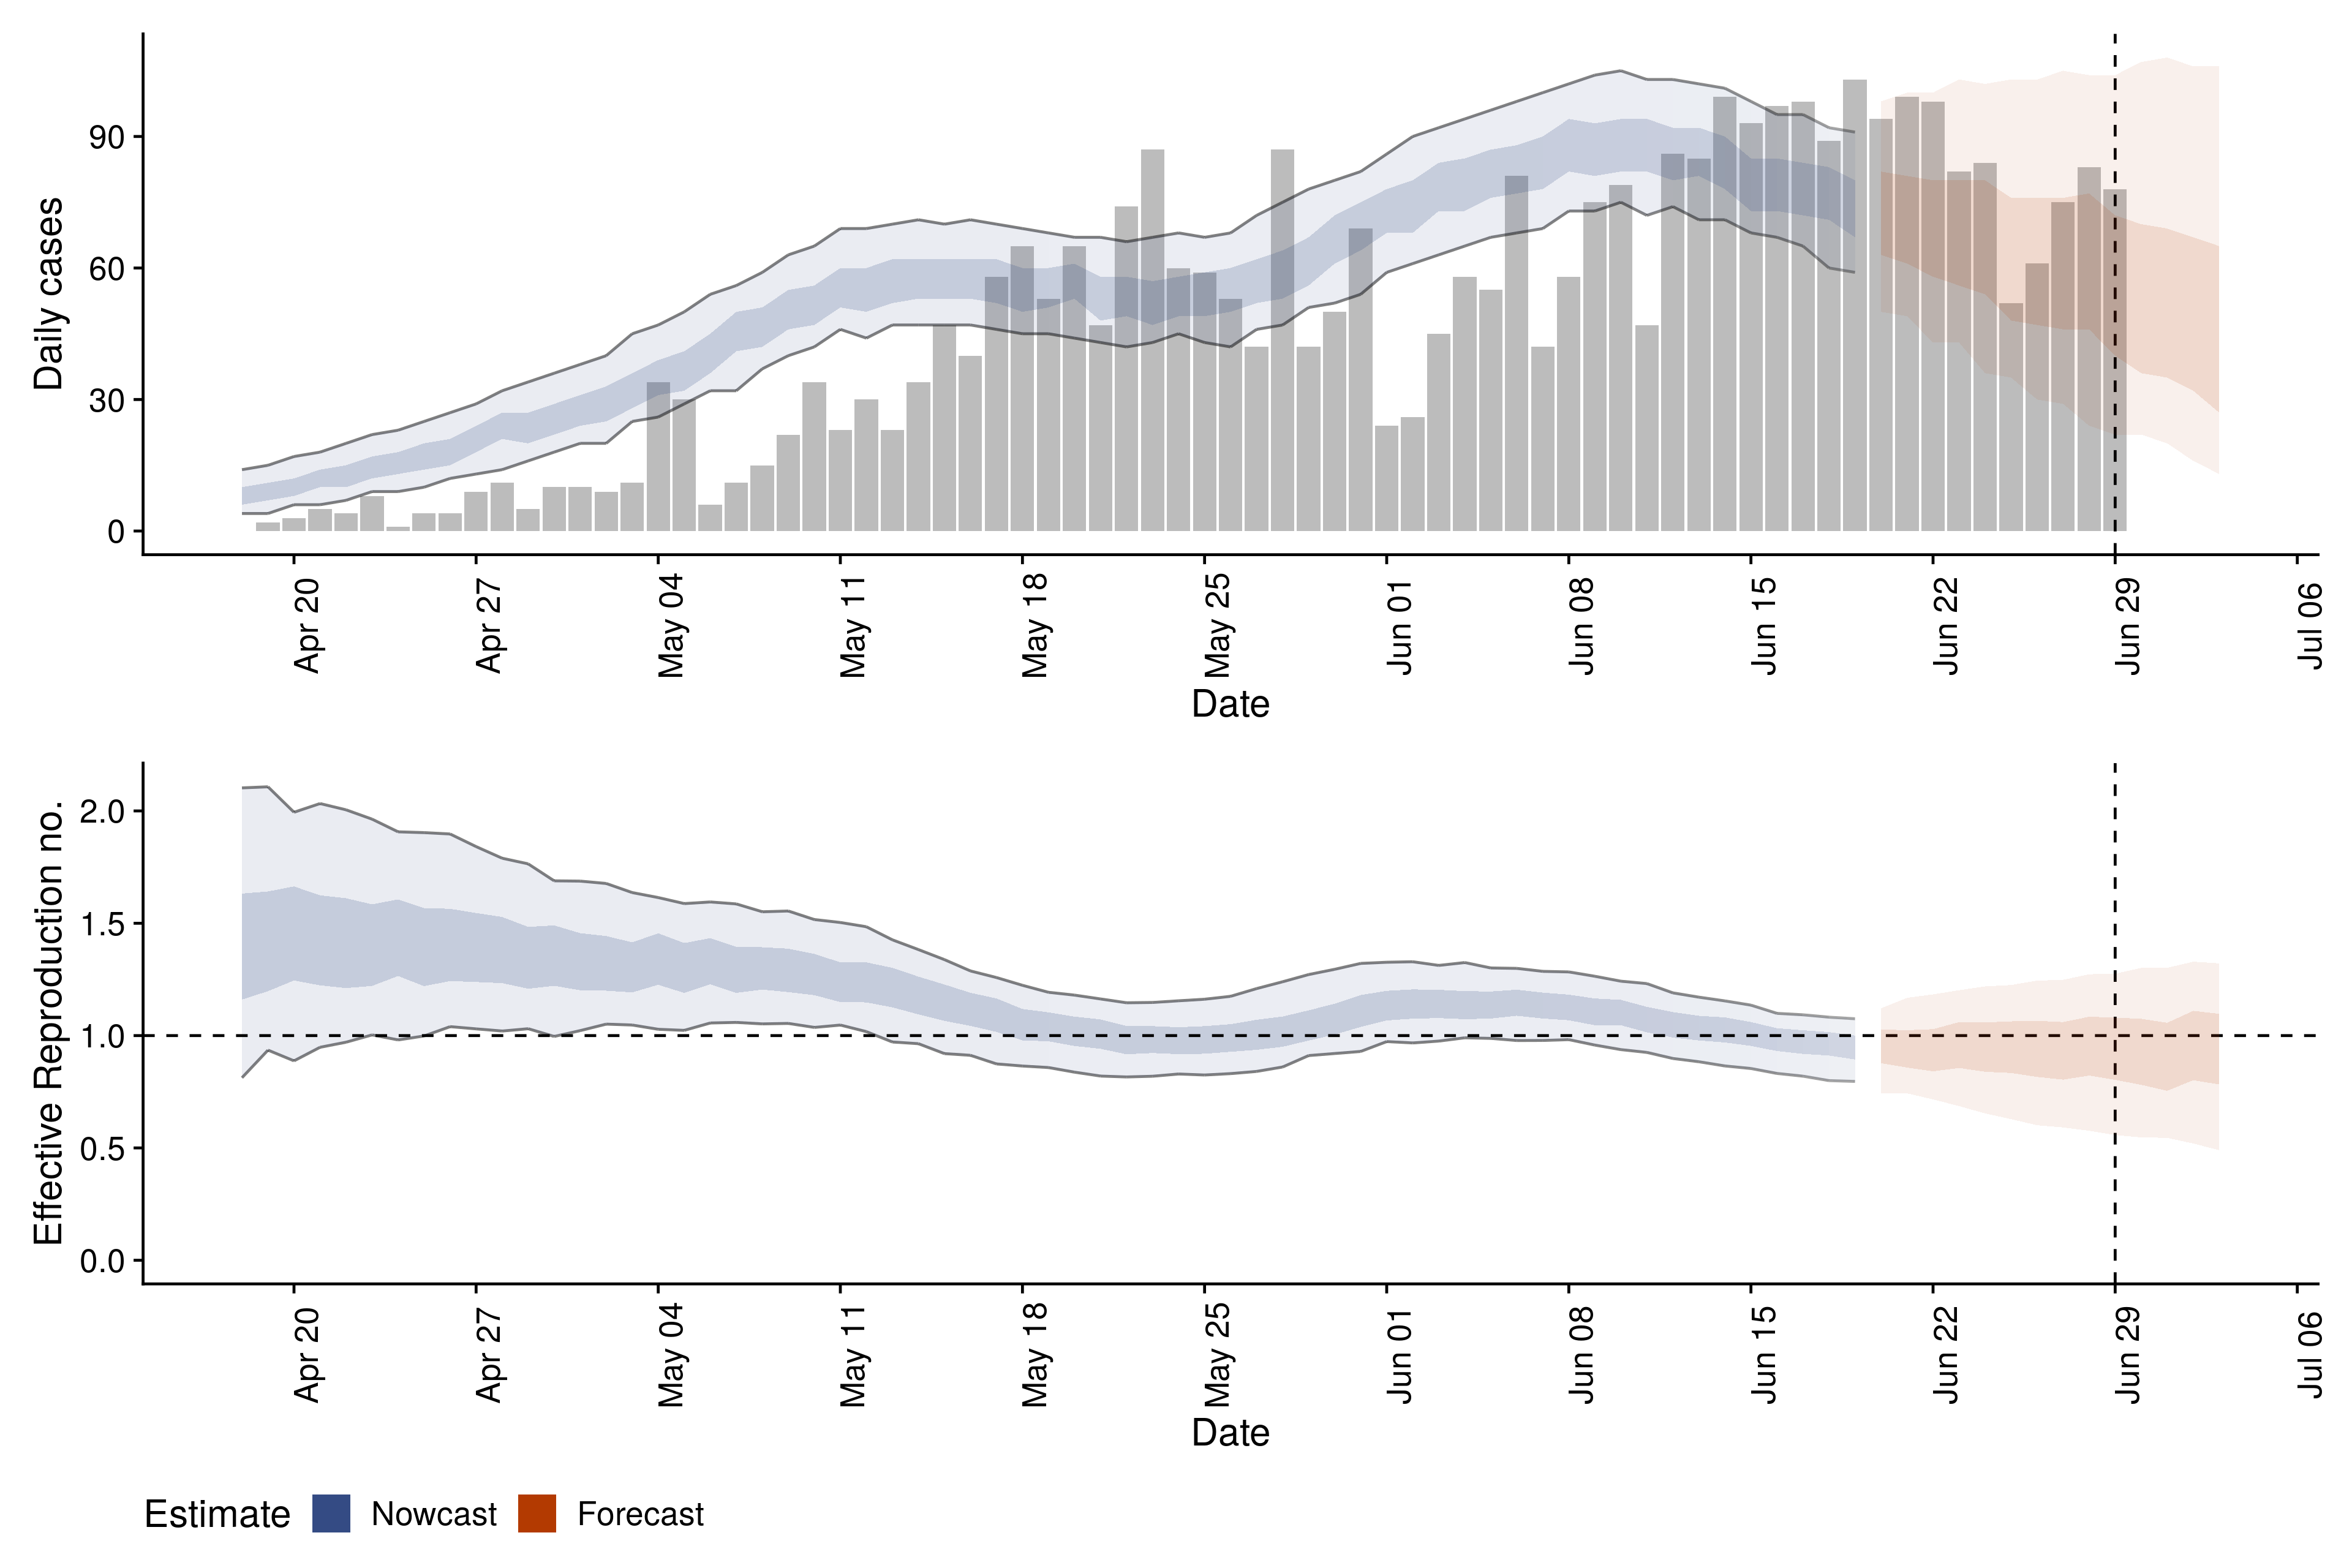 Daily cases
90
60
30
0
Apr 20
Apr 27
May 04
May 11
May 18
May 25
Jun 01
Jun 08
Jun 15
Jun 22
Jun 29
Jul 06
Date
Effective Reproduction no.
2.0
1.5
1.0
0.5
0.0
Apr 20
Apr 27
May 04
May 11
May 18
May 25
Jun 01
Jun 08
Jun 15
Jun 22
Jun 29
Jul 06
Date
Estimate Nowcast Forecast